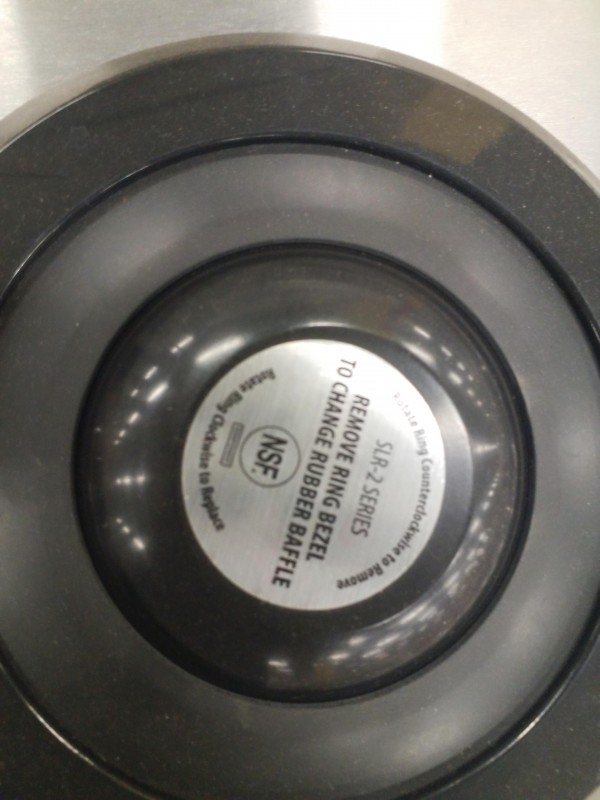 Rotate Ring Counterclockwise to Remove
SLR-2 SERIES
REMOVE RING BEZEL
TO CHANGE RUBBER BAFFLE
NSF.
Rotate Ring Clockwise to Replace